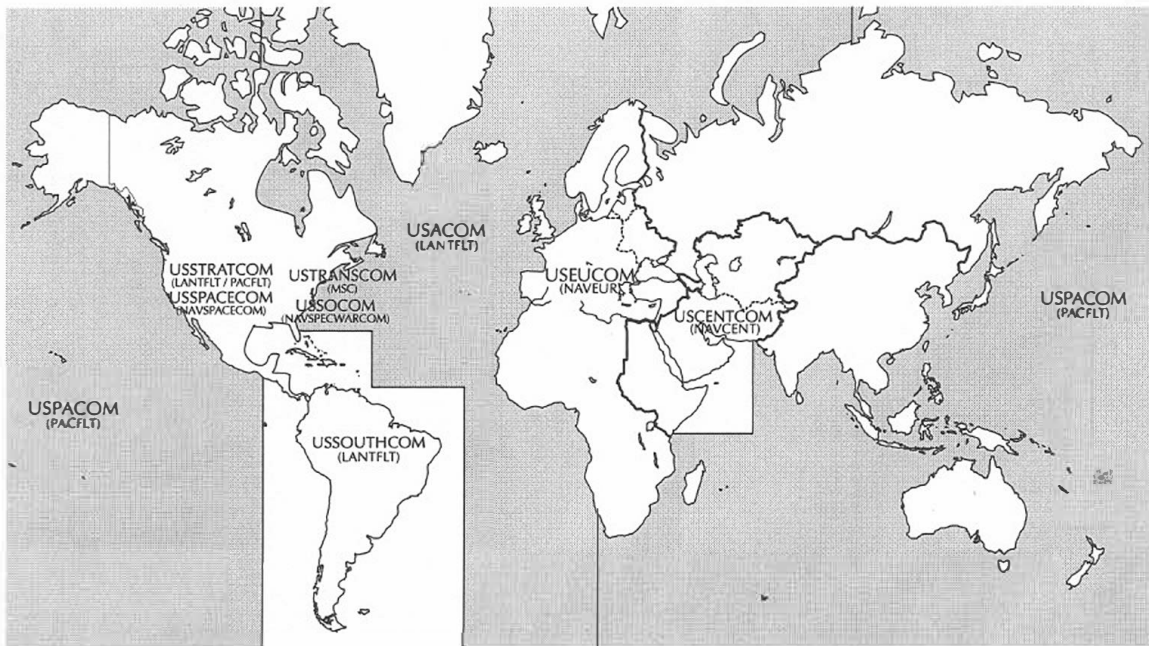 USACOM
(LANTFLT)
USSTRATCOM
(LANTFLT / PACFLT)
USSPACECOM
(NAVSPACECOM)
USTRANSCOM
(MSC)
USSOCOM
(NAVSPECWARCOM)
USEUCOM
(NAVEUR)
USCENTCOM
(NAVCENT)
USPACOM
(PACFLT)
USPACOM
(PACFLT)
USSOUTHCOM
(LANTFLT)